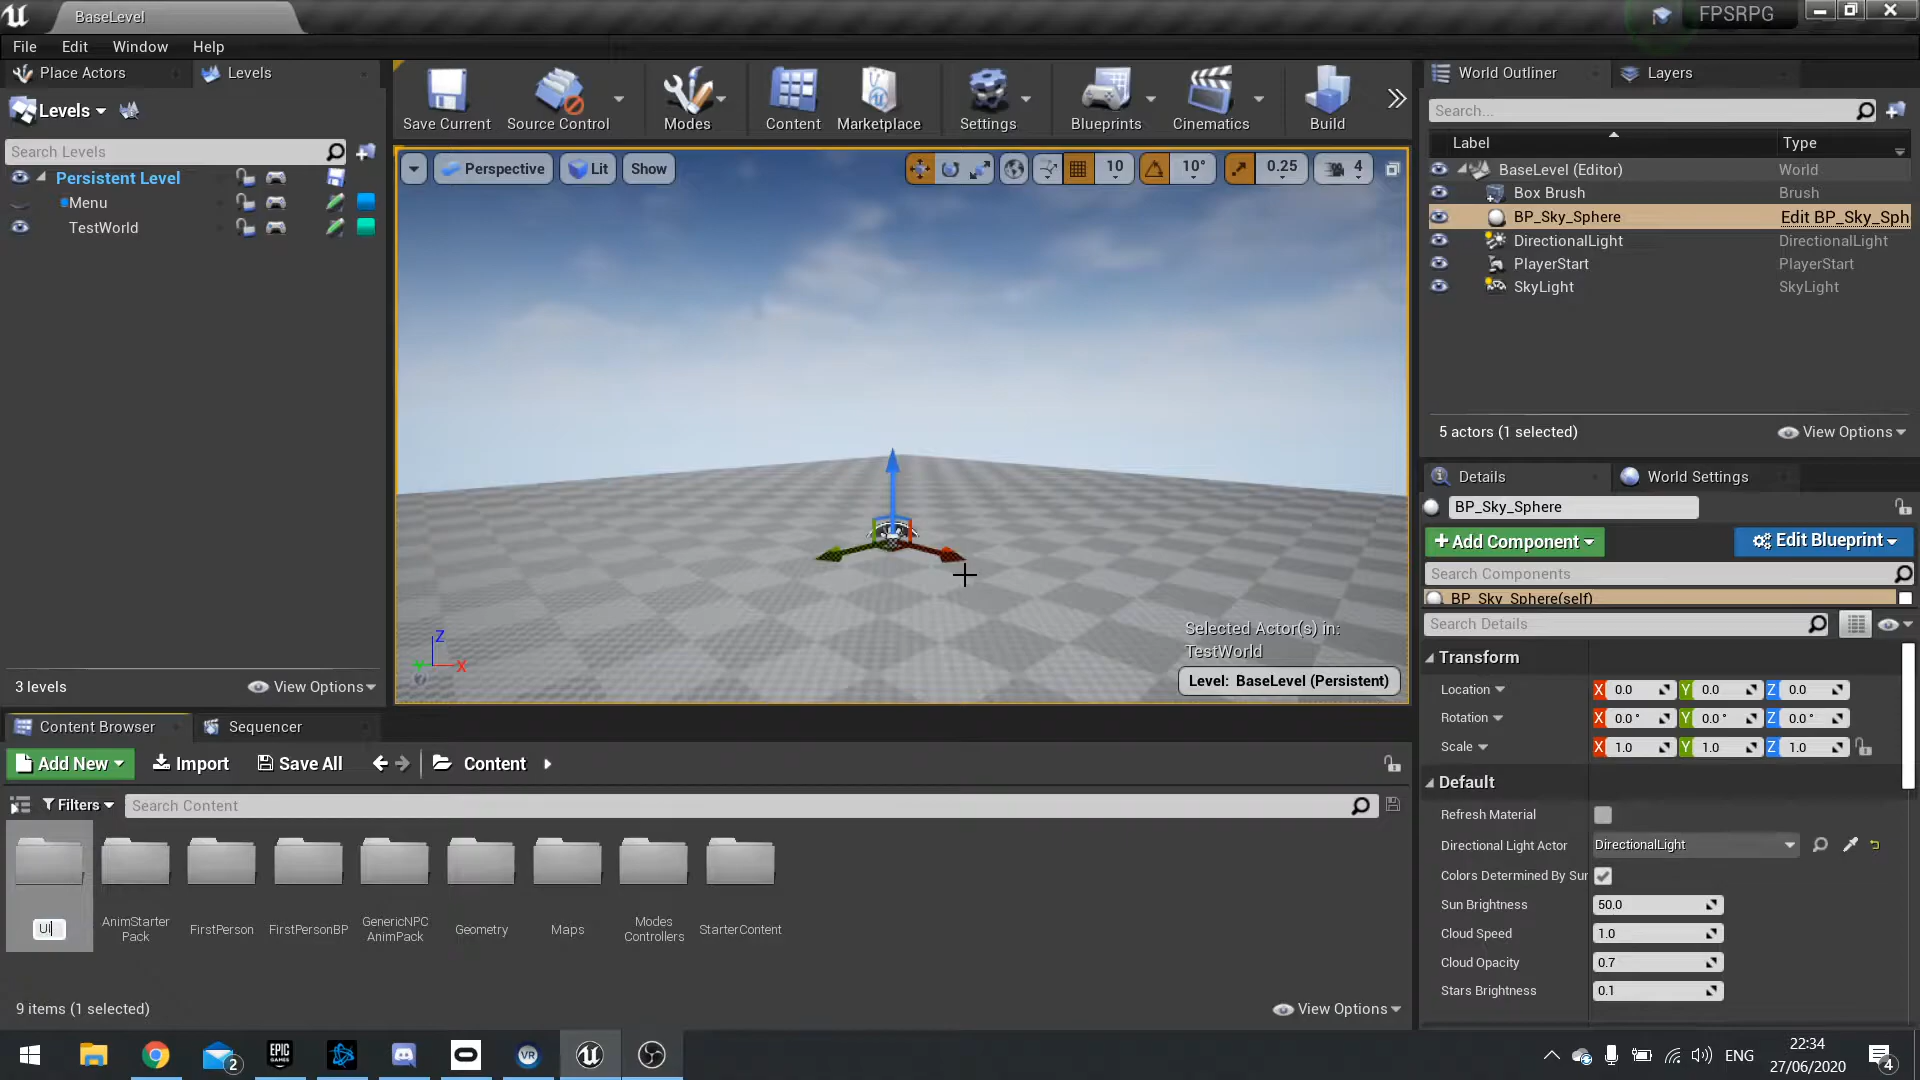 BaseLevel
FPSRPG
File Edit Window Help
Place Actors
Levels
Levels
Search Levels
Persistent Level
Menu
TestWorld
3 levels
View Options
Save Current
Source Control
Modes
Content
Marketplace
Settings
Blueprints
Cinematics
Build
Perspective
Lit
Show
10
10°
0.25
4
Z
Y
X
Selected Actor(s) in:
TestWorld
Level: BaseLevel (Persistent)
World Outliner
Layers
Search...
Label Type
BaseLevel (Editor) World
Box Brush Brush
BP_Sky_Sphere Edit BP_Sky_Sph
DirectionalLight DirectionalLight
PlayerStart PlayerStart
SkyLight SkyLight
5 actors (1 selected)
View Options
Details
World Settings
BP_Sky_Sphere
+Add Component
Edit Blueprint
Search Components
BP_Sky_Sphere(self)
Search Details
Transform
Location X 0.0 Y 0.0 Z 0.0
Rotation X 0.0° Y 0.0° Z 0.0°
Scale X 1.0 Y 1.0 Z 1.0
Default
Refresh Material
Directional Light Actor DirectionalLight
Colors Determined By Sun
Sun Brightness 50.0
Cloud Speed 1.0
Cloud Opacity 0.7
Stars Brightness 0.1
Content Browser
Sequencer
Add New
Import
Save All
Content
Filters
Search Content
UI
AnimStarter
Pack
FirstPerson
FirstPersonBP
GenericNPC
AnimPack
Geometry
Maps
Modes
Controllers
StarterContent
9 items (1 selected)
View Options
2
EPIC
GAMES
VR
ENG
22:34
27/06/2020
4